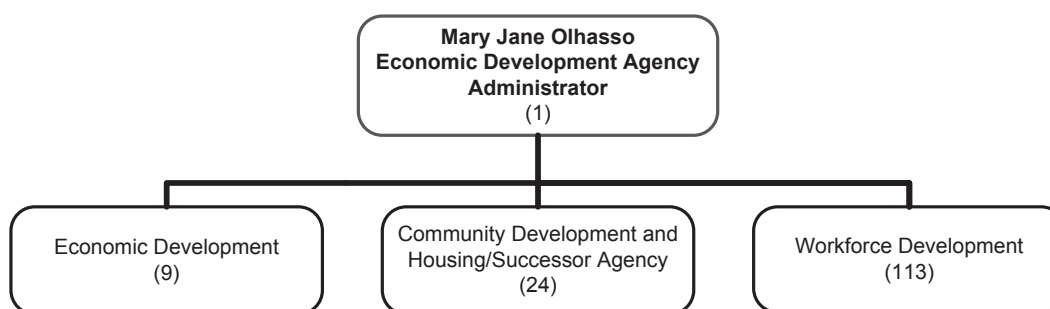 Mary Jane Olhasso
Economic Development Agency
Administrator
(1)
Economic Development
(9)
Community Development and
Housing/Successor Agency
(24)
Workforce Development
(113)